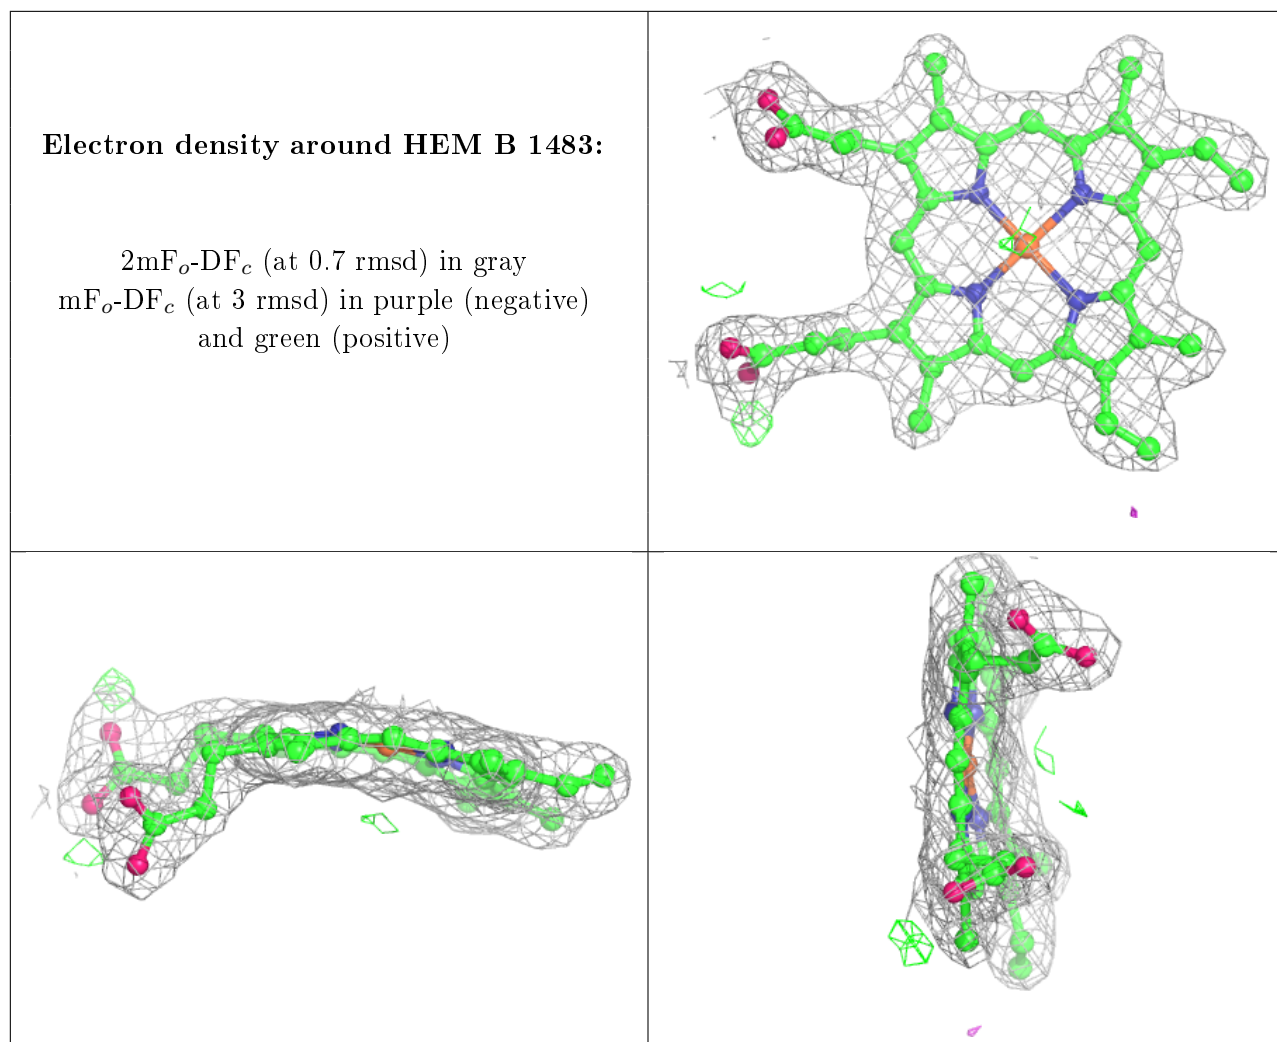 Electron density around HEM B 1483:
2mFₒ-DF𝒸 (at 0.7 rmsd) in gray
mFₒ-DF𝒸 (at 3 rmsd) in purple (negative)
and green (positive)